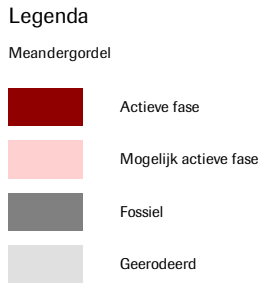 Legenda
Meandergordel
Actieve fase
Mogelijk actieve fase
Fossiel
Geerodeerd